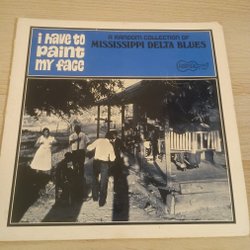 i have to
paint
my face
A RANDOM COLLECTION OF
MISSISSIPPI DELTA BLUES